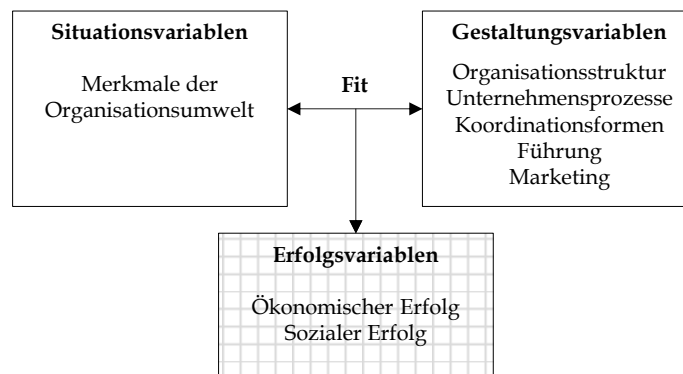 Situationsvariablen
Merkmale der
Organisationsumwelt
Fit
Gestaltungsvariablen
Organisationsstruktur
Unternehmensprozesse
Koordinationsformen
Führung
Marketing
Erfolgsvariablen
Ökonomischer Erfolg
Sozialer Erfolg